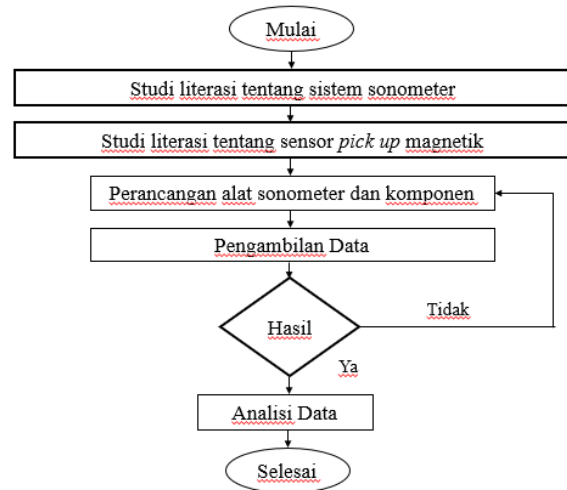 Mulai
Studi literasi tentang sistem sonometer
Studi literasi tentang sensor pick up magnetik
Perancangan alat sonometer dan komponen
Pengambilan Data
Hasil
Tidak
Ya
Analisi Data
Selesai